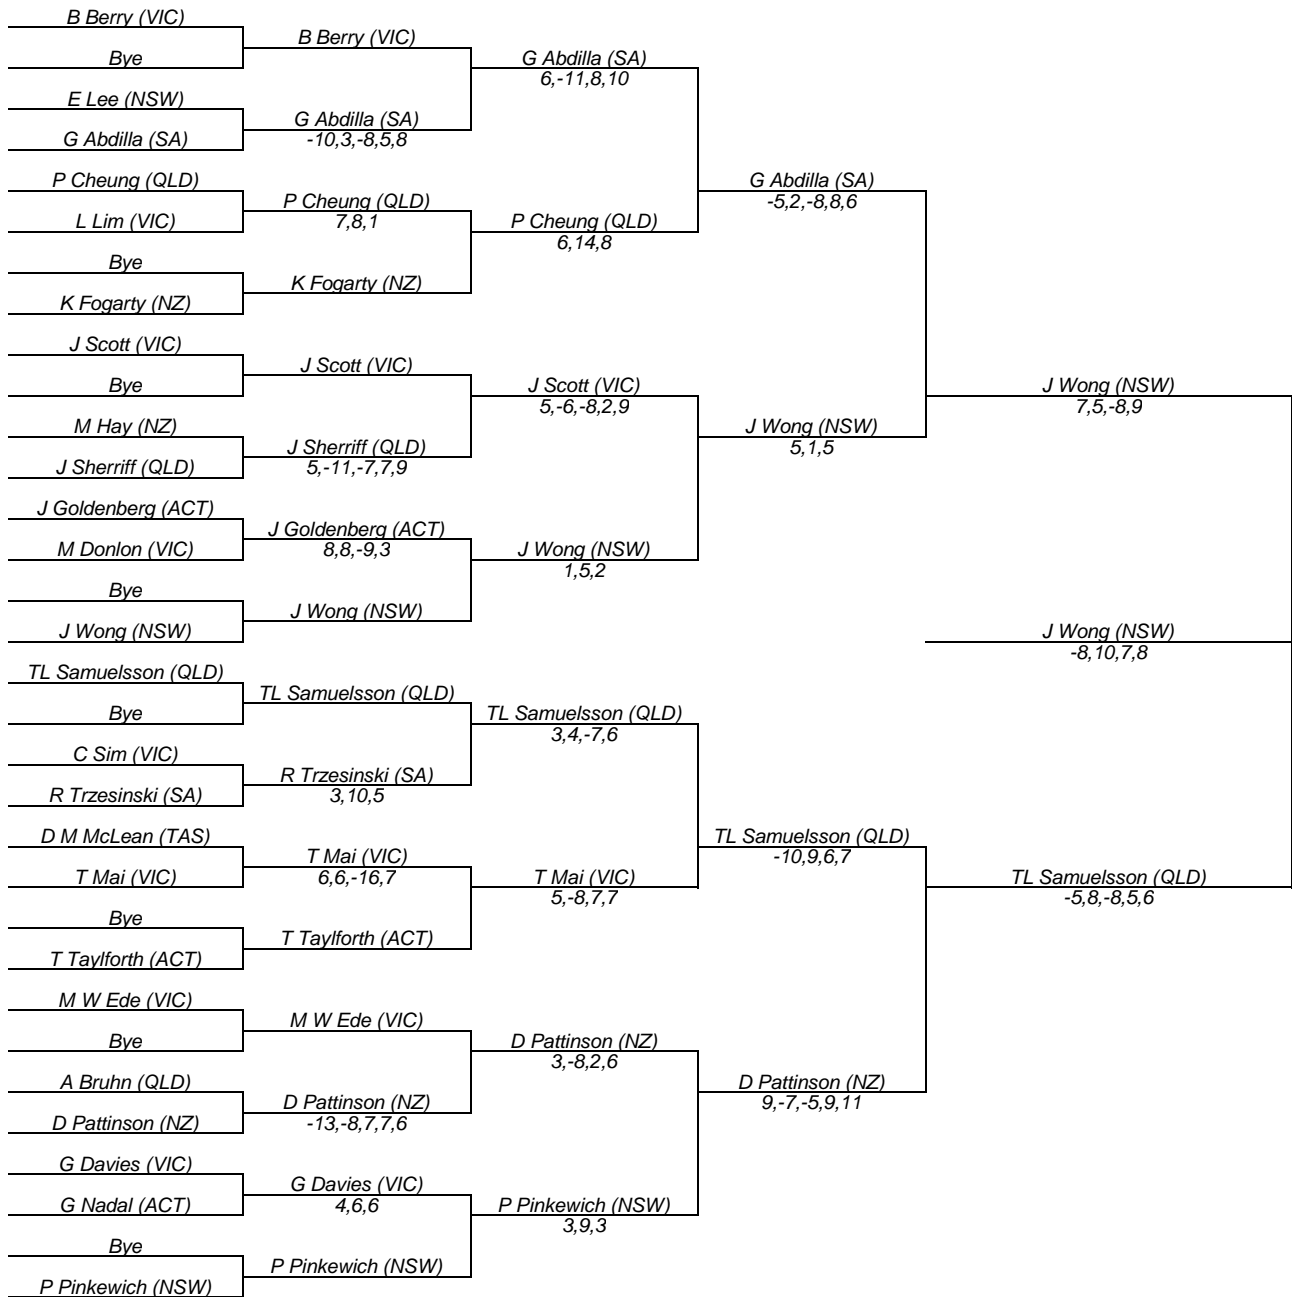 B Berry (VIC)
Bye
E Lee (NSW)
G Abdilla (SA)
P Cheung (QLD)
L Lim (VIC)
Bye
K Fogarty (NZ)
J Scott (VIC)
Bye
M Hay (NZ)
J Sherriff (QLD)
J Goldenberg (ACT)
M Donlon (VIC)
Bye
J Wong (NSW)
TL Samuelsson (QLD)
Bye
C Sim (VIC)
R Trzesinski (SA)
D M McLean (TAS)
T Mai (VIC)
Bye
T Taylforth (ACT)
M W Ede (VIC)
Bye
A Bruhn (QLD)
D Pattinson (NZ)
G Davies (VIC)
G Nadal (ACT)
Bye
P Pinkewich (NSW)
B Berry (VIC)
G Abdilla (SA)
-10,3,-8,5,8
P Cheung (QLD)
7,8,1
K Fogarty (NZ)
J Scott (VIC)
J Sherriff (QLD)
5,-11,-7,7,9
J Goldenberg (ACT)
8,8,-9,3
J Wong (NSW)
TL Samuelsson (QLD)
R Trzesinski (SA)
3,10,5
T Mai (VIC)
6,6,-16,7
T Taylforth (ACT)
M W Ede (VIC)
D Pattinson (NZ)
-13,-8,7,7,6
G Davies (VIC)
4,6,6
P Pinkewich (NSW)
G Abdilla (SA)
6,-11,8,10
P Cheung (QLD)
6,14,8
J Scott (VIC)
5,-6,-8,2,9
J Wong (NSW)
1,5,2
TL Samuelsson (QLD)
3,4,-7,6
T Mai (VIC)
5,-8,7,7
D Pattinson (NZ)
3,-8,2,6
P Pinkewich (NSW)
3,9,3
G Abdilla (SA)
-5,2,-8,8,6
J Wong (NSW)
5,1,5
TL Samuelsson (QLD)
-10,9,6,7
D Pattinson (NZ)
9,-7,-5,9,11
J Wong (NSW)
7,5,-8,9
J Wong (NSW)
-8,10,7,8
TL Samuelsson (QLD)
-5,8,-8,5,6